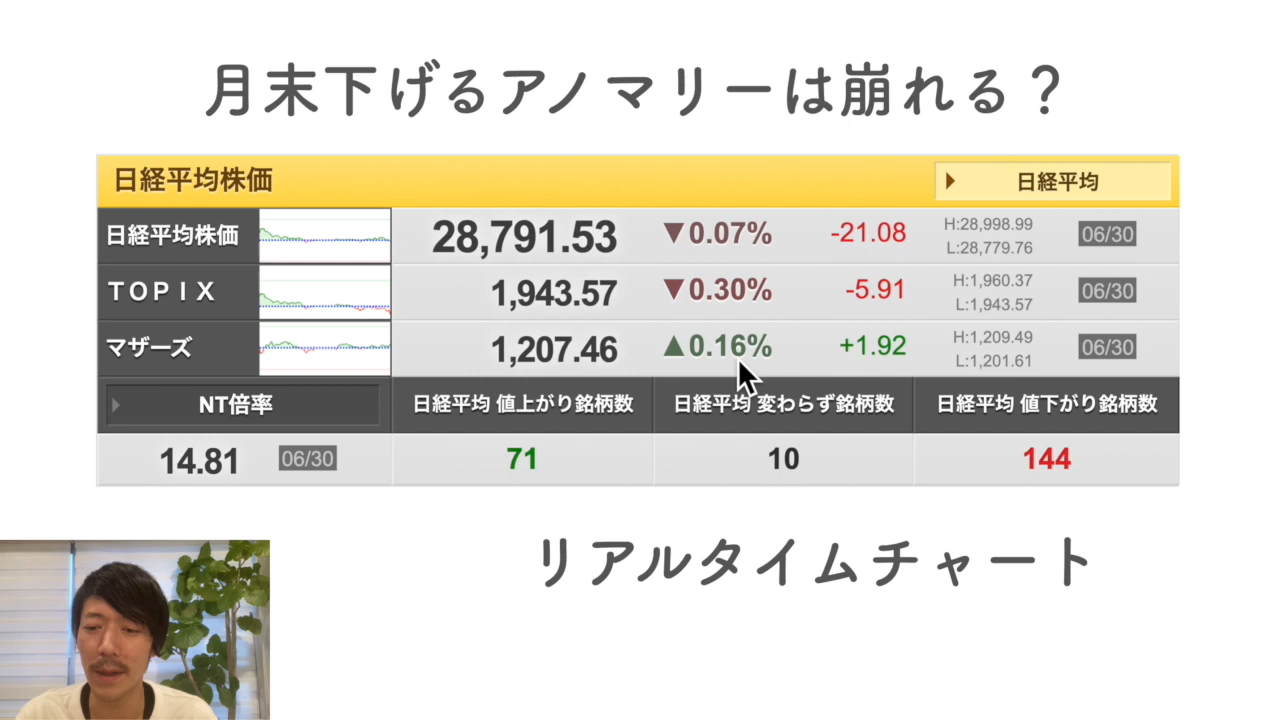 月末下げるアノマリーは崩れる？
日経平均株価 日経平均
日経平均株価 28,791.53 ▼0.07% -21.08 H:28,998.99 L:28,779.76 06/30
ＴＯＰＩＸ 1,943.57 ▼0.30% -5.91 H:1,960.37 L:1,943.57 06/30
マザーズ 1,207.46 ▲0.16% +1.92 H:1,209.49 L:1,201.61 06/30
NT倍率 日経平均 値上がり銘柄数 日経平均 変わらず銘柄数 日経平均 値下がり銘柄数
14.81 06/30 71 10 144
リアルタイムチャート